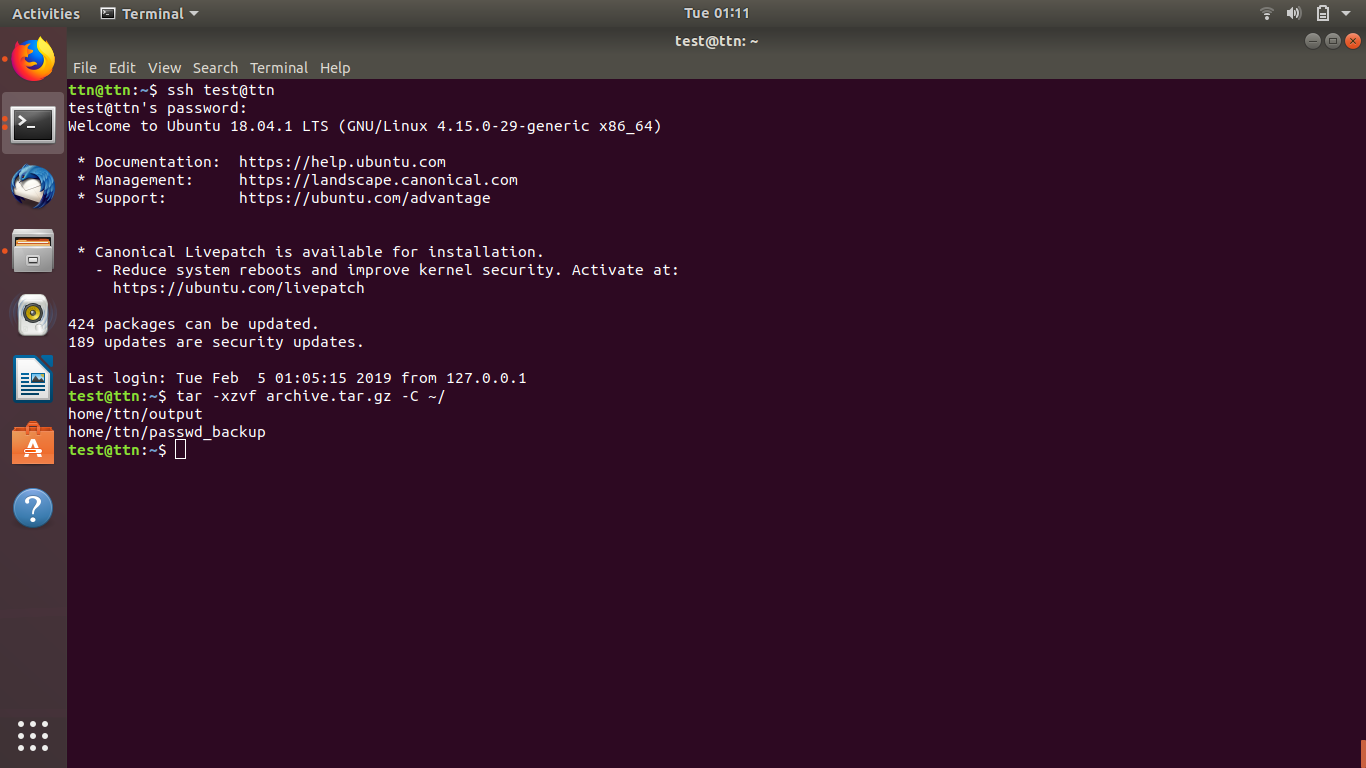 Activities Terminal Tue 01:11
test@ttn: ~
File Edit View Search Terminal Help
ttn@ttn:~$ ssh test@ttn
test@ttn's password:
Welcome to Ubuntu 18.04.1 LTS (GNU/Linux 4.15.0-29-generic x86_64)
* Documentation:  https://help.ubuntu.com
* Management:     https://landscape.canonical.com
* Support:        https://ubuntu.com/advantage
* Canonical Livepatch is available for installation.
- Reduce system reboots and improve kernel security. Activate at:
https://ubuntu.com/livepatch
424 packages can be updated.
189 updates are security updates.
Last login: Tue Feb  5 01:05:15 2019 from 127.0.0.1
test@ttn:~$ tar -xzvf archive.tar.gz -C ~/
home/ttn/output
home/ttn/passwd_backup
test@ttn:~$